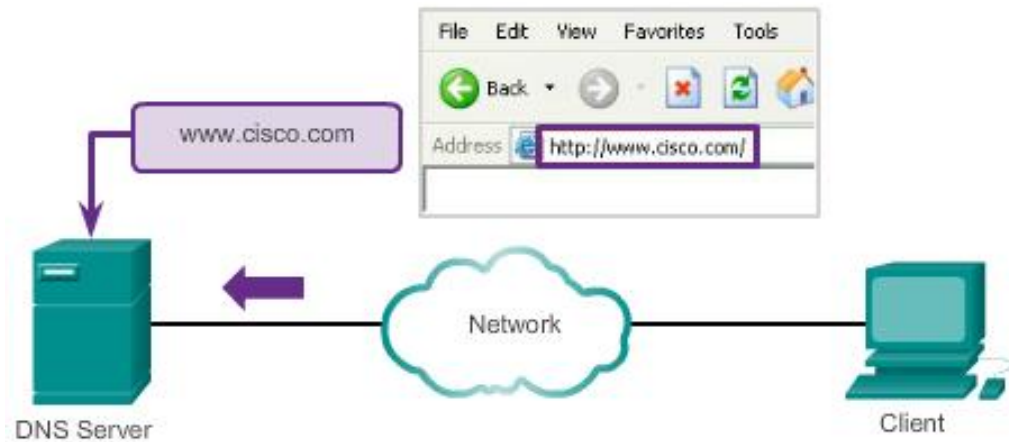 File Edit View Favorites Tools
Back
www.cisco.com
Address http://www.cisco.com/
Network
DNS Server
Client